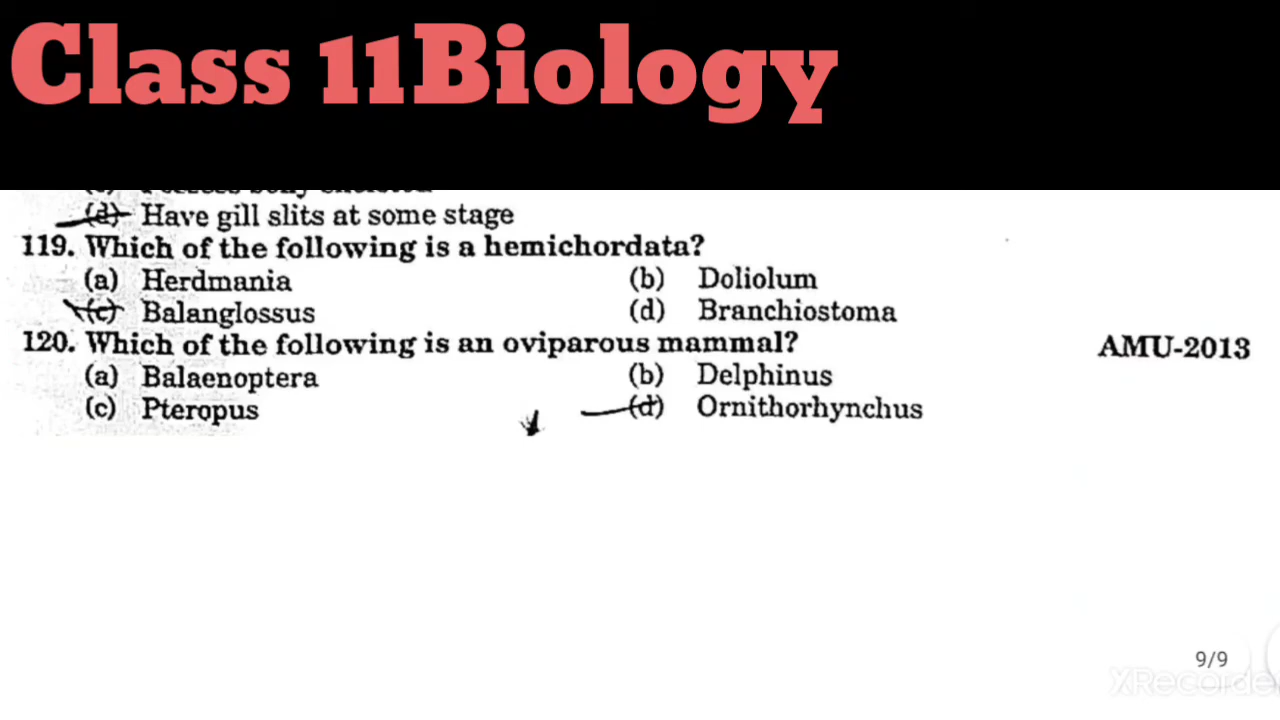 Class 11Biology
(d) Have gill slits at some stage
119. Which of the following is a hemichordata?
(a) Herdmania (b) Doliolum
(c) Balanglossus (d) Branchiostoma
120. Which of the following is an oviparous mammal? AMU-2013
(a) Balaenoptera (b) Delphinus
(c) Pteropus (d) Ornithorhynchus
9/9
XRecorder